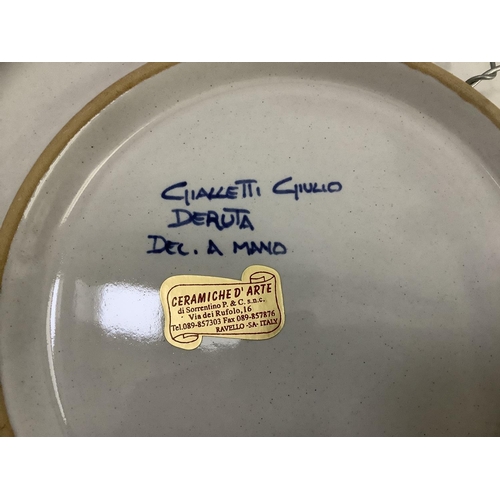 GIALLETTI GIULIO
DERUTA
DEC. A MANO
CERAMICHE D' ARTE
di Sorrentino P. & C. s.n.c.
Via dei Rufolo, 16
Tel.089-857303 Fax 089-857876
RAVELLO -SA- ITALY